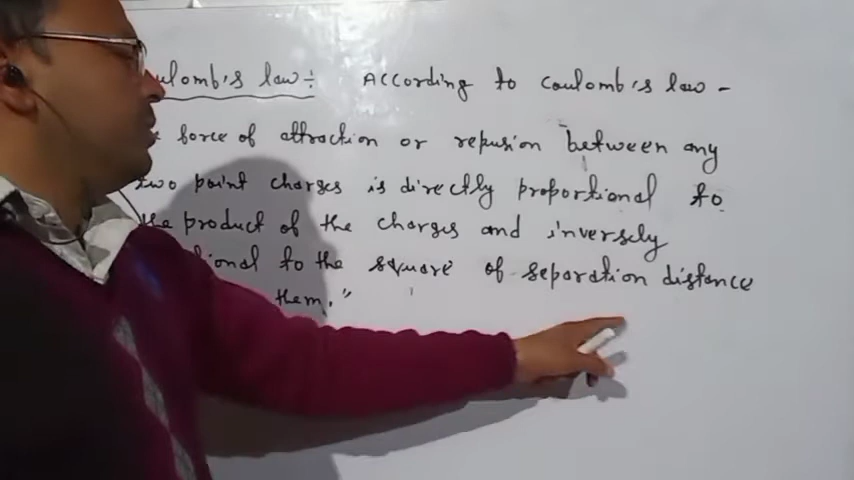 ulomb's law ÷ According to coulomb's law -
force of attraction or repusion between any
two point charges is directly proportional to
the product of the charges and inversely
tional to the square of separation distance
them."